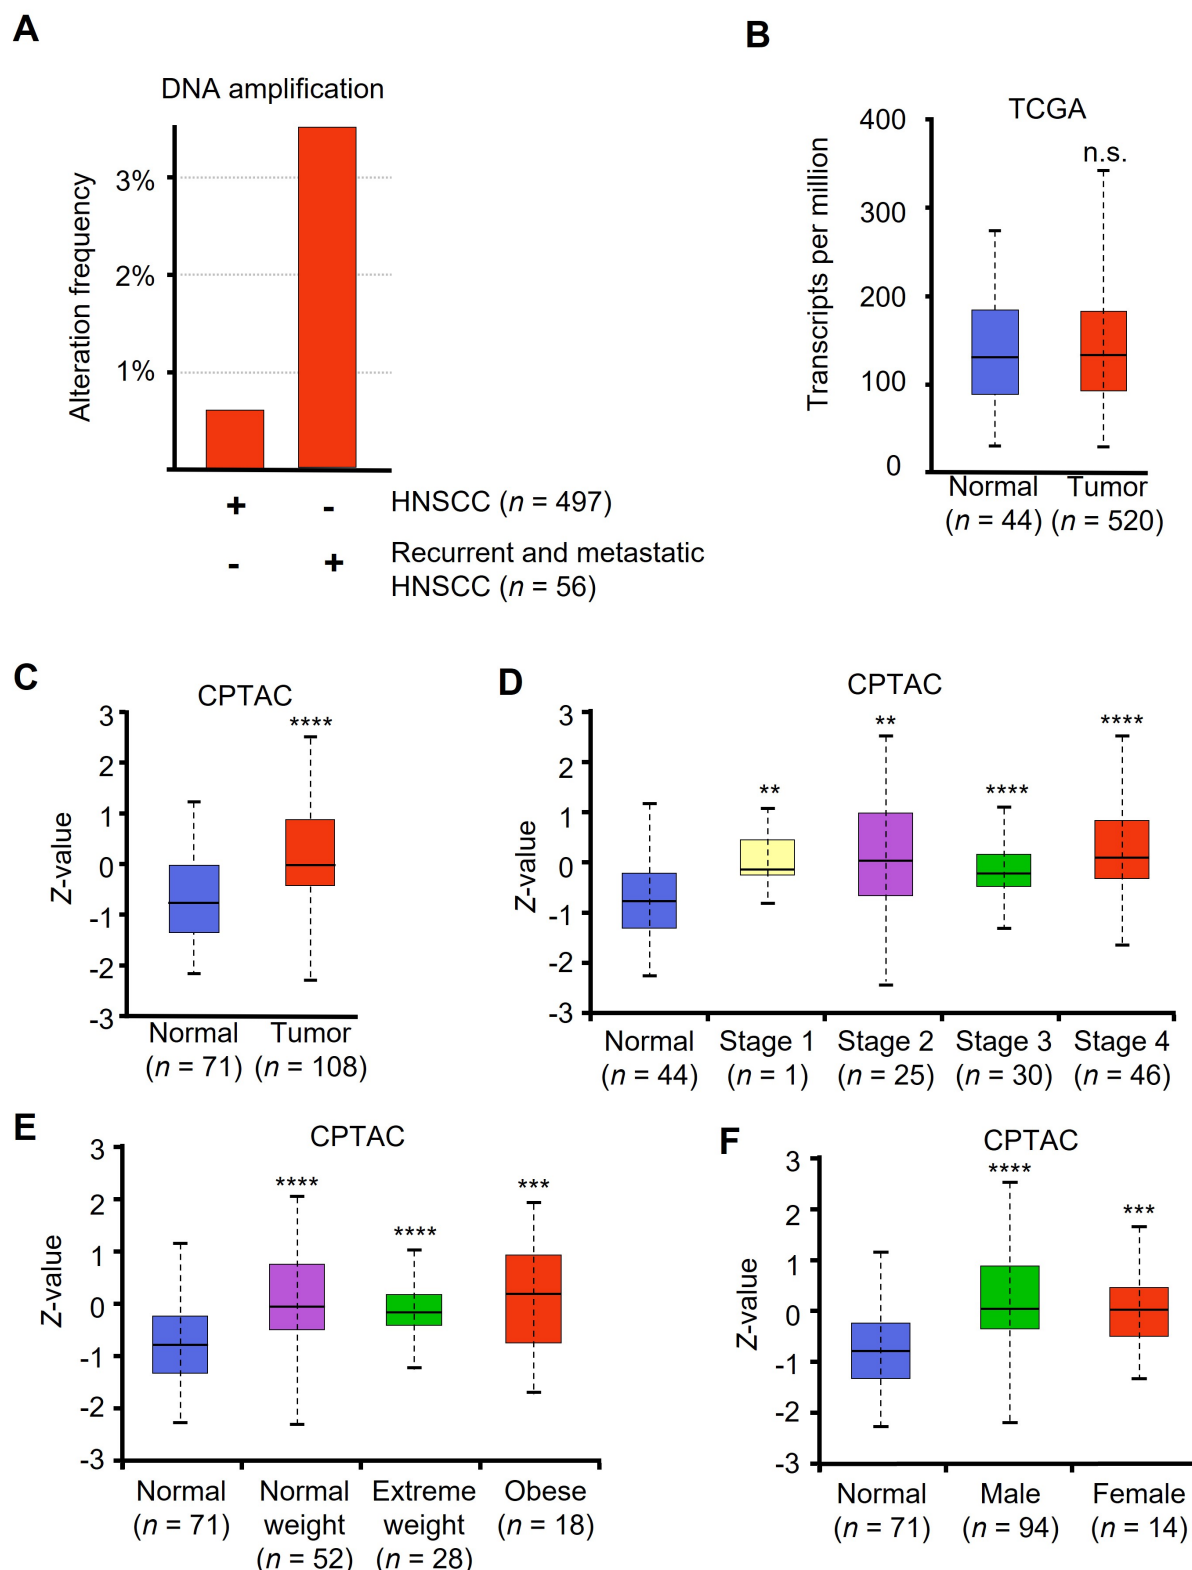 A
DNA amplification
Alteration frequency
3%
2%
1%
+ - HNSCC (n = 497)
- + Recurrent and metastatic
HNSCC (n = 56)
B
TCGA
Transcripts per million
400
300
200
100
0
n.s.
Normal Tumor
(n = 44) (n = 520)
C
CPTAC
Z-value
3
2
1
0
-1
-2
-3
****
Normal Tumor
(n = 71) (n = 108)
D
CPTAC
Z-value
3
2
1
0
-1
-2
-3
** ** **** ****
Normal Stage 1 Stage 2 Stage 3 Stage 4
(n = 44) (n = 1) (n = 25) (n = 30) (n = 46)
E
CPTAC
Z-value
3
2
1
0
-1
-2
-3
**** **** ***
Normal Normal Extreme Obese
(n = 71) weight weight (n = 18)
(n = 52) (n = 28)
F
CPTAC
Z-value
3
2
1
0
-1
-2
-3
**** ***
Normal Male Female
(n = 71) (n = 94) (n = 14)